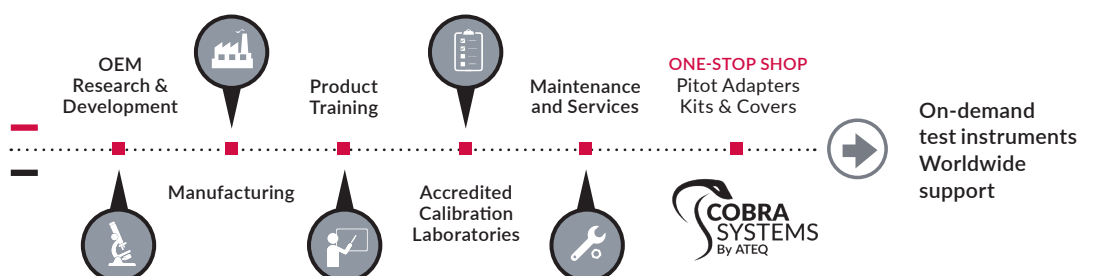 OEM
Research &
Development
Manufacturing
Product
Training
Accredited
Calibration
Laboratories
Maintenance
and Services
ONE-STOP SHOP
Pitot Adapters
Kits & Covers
COBRA
SYSTEMS
By ATEQ
On-demand
test instruments
Worldwide
support